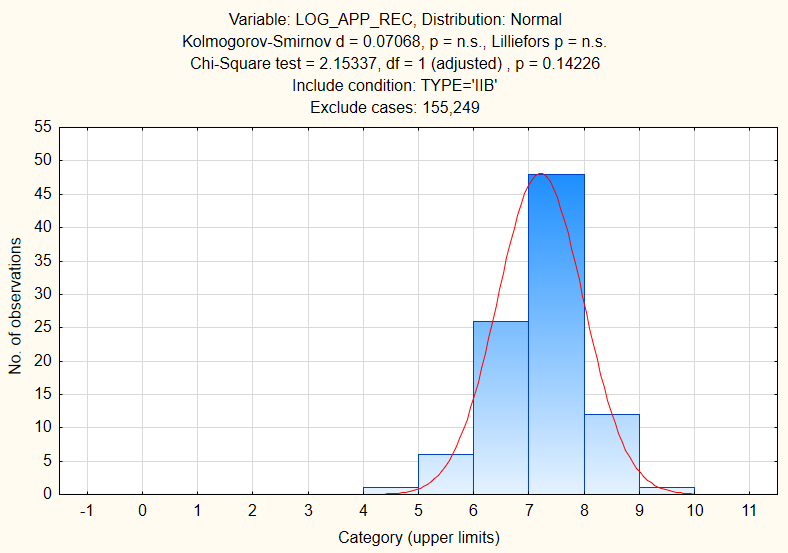 Variable: LOG_APP_REC, Distribution: Normal
Kolmogorov-Smirnov d = 0.07068, p = n.s., Lilliefors p = n.s.
Chi-Square test = 2.15337, df = 1 (adjusted) , p = 0.14226
Include condition: TYPE='IIB'
Exclude cases: 155,249
55
50
45
40
35
30
25
20
15
10
5
0
No. of observations
-1 0 1 2 3 4 5 6 7 8 9 10 11
Category (upper limits)